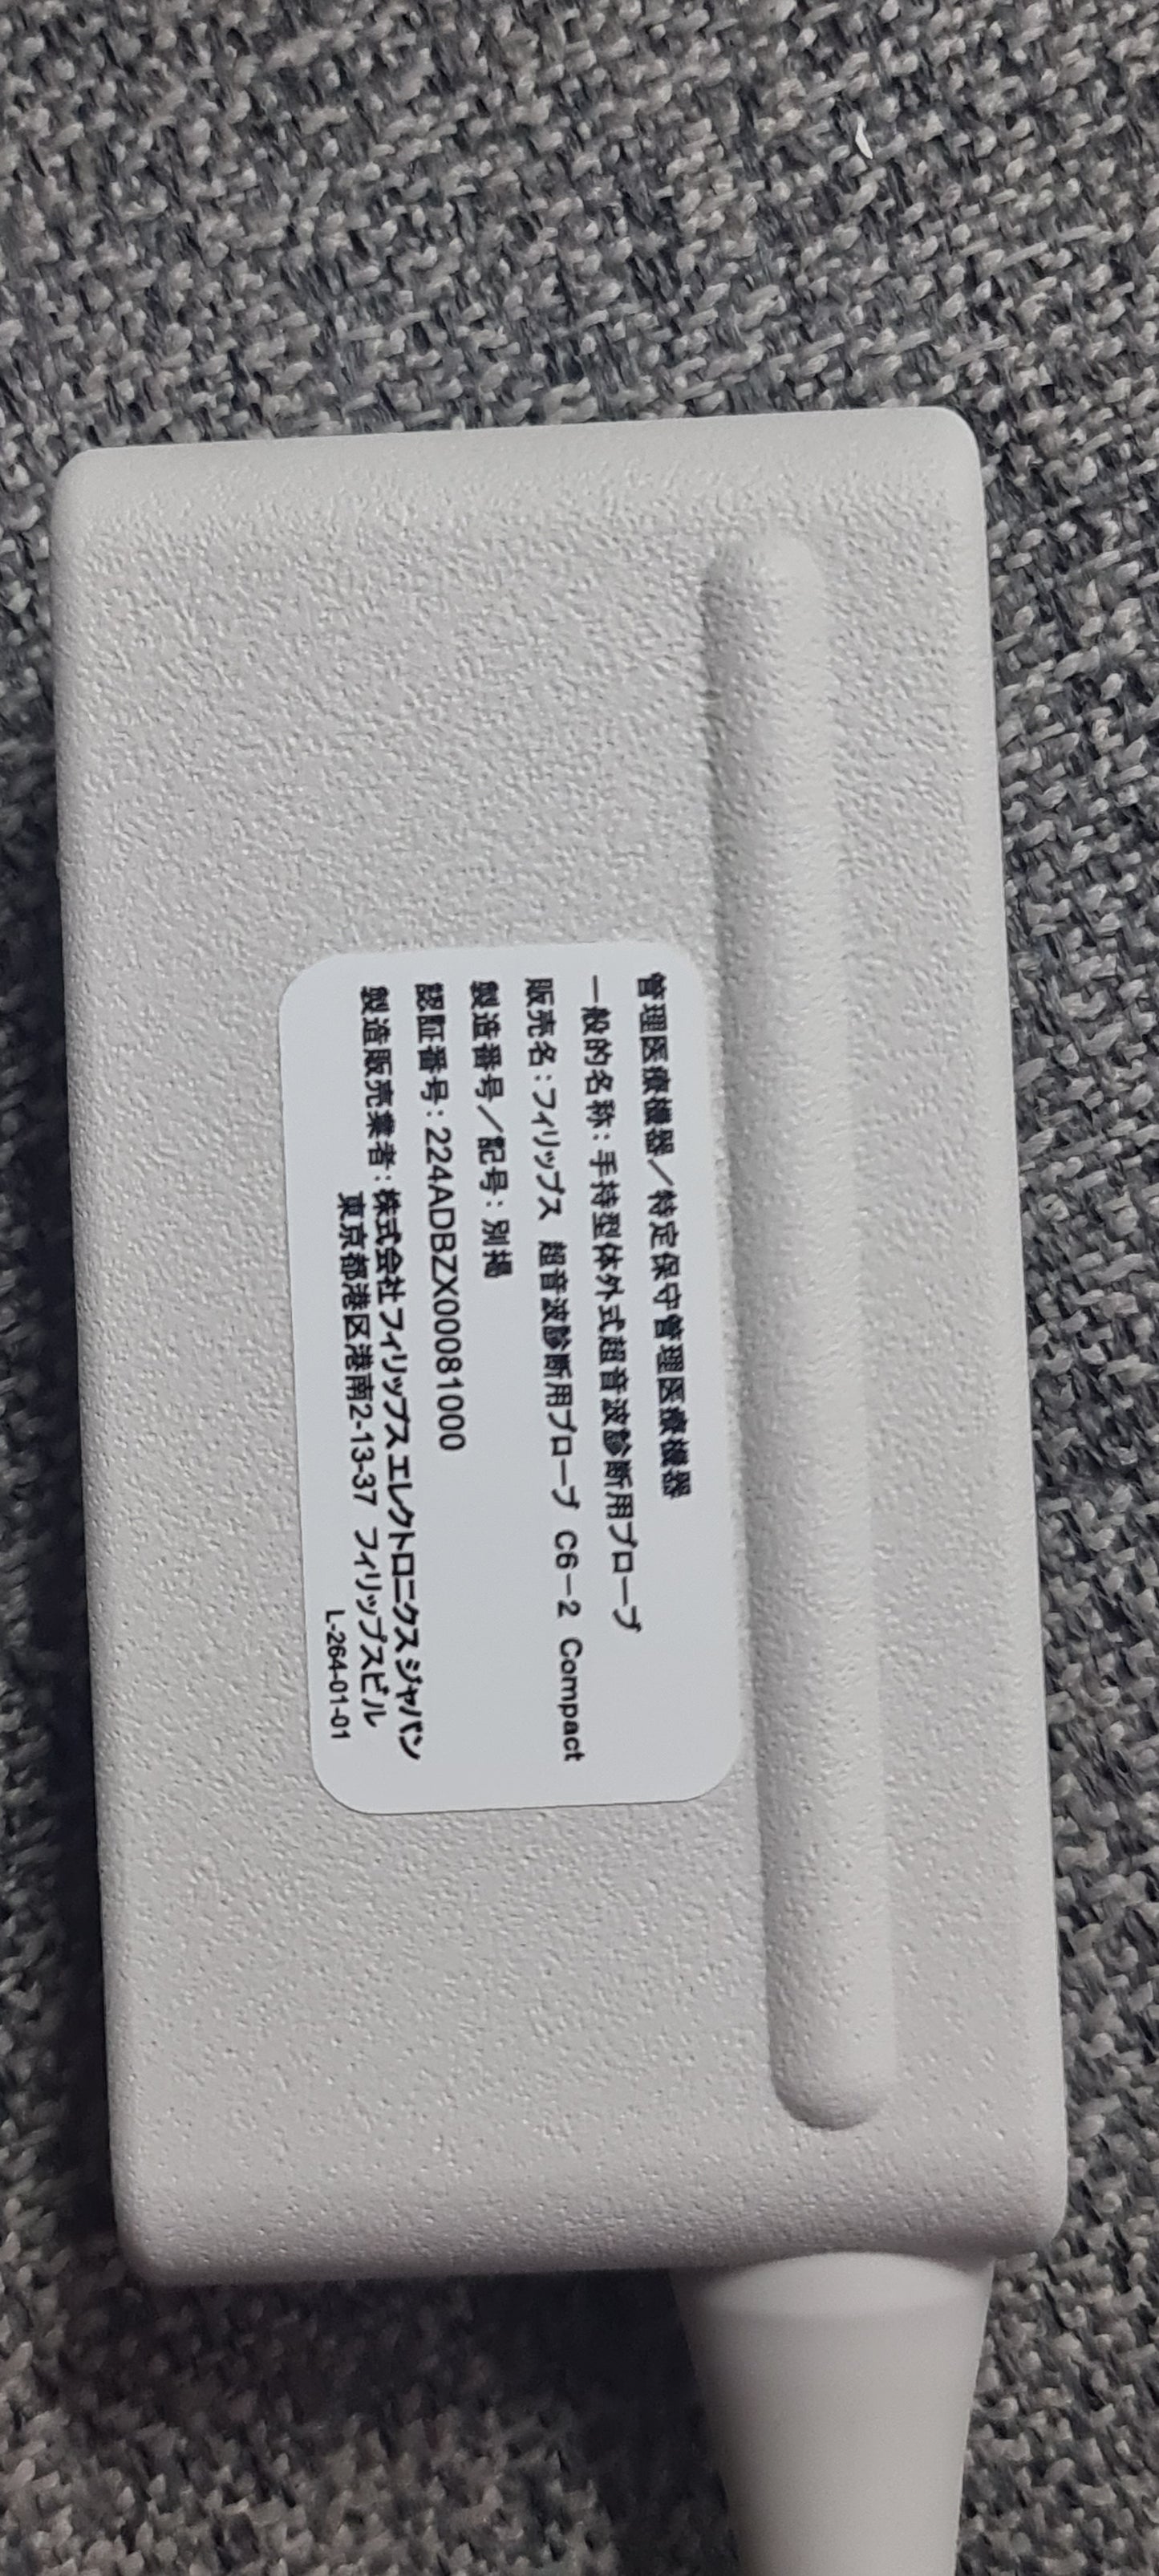 管理医療機器／特定保守管理医療機器
一般的名称：手持型体外式超音波診断用プローブ
販売名：フィリップス 超音波診断用プローブ C6－2 Compact
製造番号／記号：別掲
認証番号：224ADBZX00081000
製造販売業者：株式会社フィリップス エレクトロニクス ジャパン
東京都港区港南2-13-37 フィリップスビル
L-264-01-01